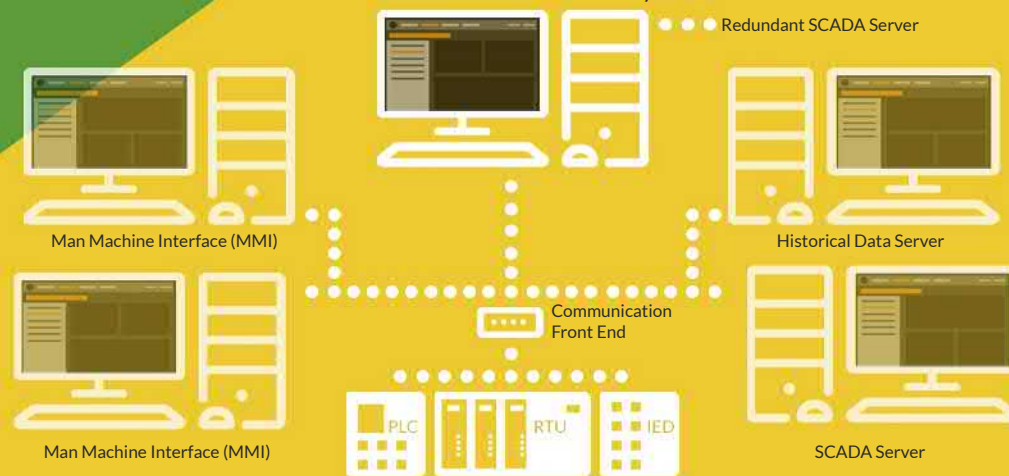 Redundant SCADA Server
Man Machine Interface (MMI)
Historical Data Server
Communication
Front End
PLC
RTU
IED
Man Machine Interface (MMI)
SCADA Server